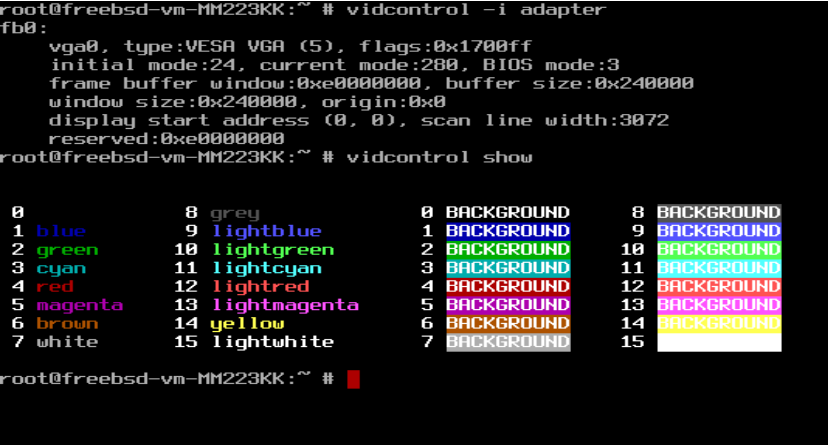 root@freebsd-vm-MM223KK:~ # vidcontrol -i adapter
fb0:
    vga0, type:VESA VGA (5), flags:0x1700ff
    initial mode:24, current mode:280, BIOS mode:3
    frame buffer window:0xe0000000, buffer size:0x240000
    window size:0x240000, origin:0x0
    display start address (0, 0), scan line width:3072
    reserved:0xe0000000
root@freebsd-vm-MM223KK:~ # vidcontrol show
0 8 grey 0 BACKGROUND 8 BACKGROUND
1 blue 9 lightblue 1 BACKGROUND 9 BACKGROUND
2 green 10 lightgreen 2 BACKGROUND 10 BACKGROUND
3 cyan 11 lightcyan 3 BACKGROUND 11 BACKGROUND
4 red 12 lightred 4 BACKGROUND 12 BACKGROUND
5 magenta 13 lightmagenta 5 BACKGROUND 13 BACKGROUND
6 brown 14 yellow 6 BACKGROUND 14 BACKGROUND
7 white 15 lightwhite 7 BACKGROUND 15
root@freebsd-vm-MM223KK:~ #